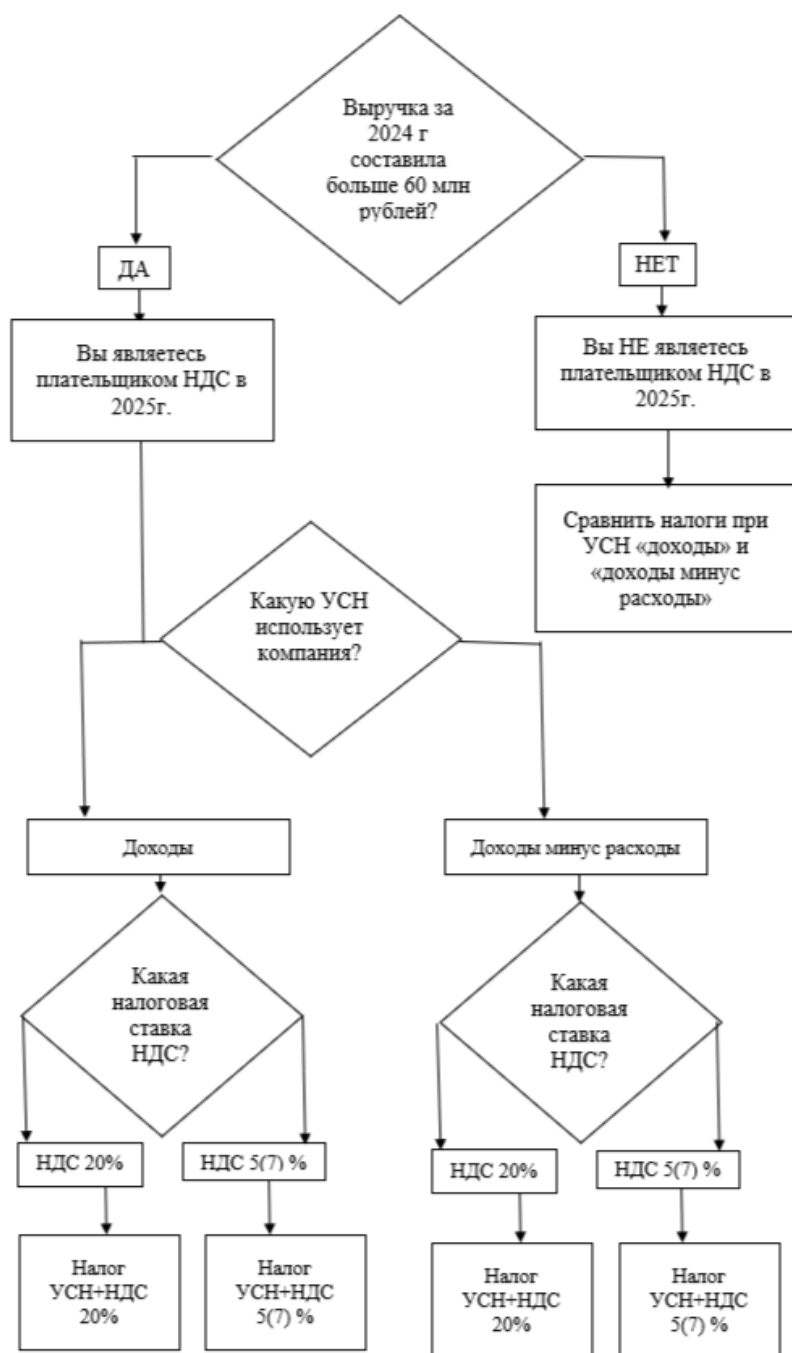 Выручка за
2024 г
составила
больше 60 млн
рублей?
ДА
НЕТ
Вы являетесь
плательщиком НДС в
2025г.
Вы НЕ являетесь
плательщиком НДС в
2025г.
Сравнить налоги при
УСН «доходы» и
«доходы минус
расходы»
Какую УСН
использует
компания?
Доходы
Доходы минус расходы
Какая
налоговая
ставка
НДС?
Какая
налоговая
ставка
НДС?
НДС 20%
НДС 5(7) %
НДС 20%
НДС 5(7) %
Налог
УСН+НДС
20%
Налог
УСН+НДС
5(7) %
Налог
УСН+НДС
20%
Налог
УСН+НДС
5(7) %